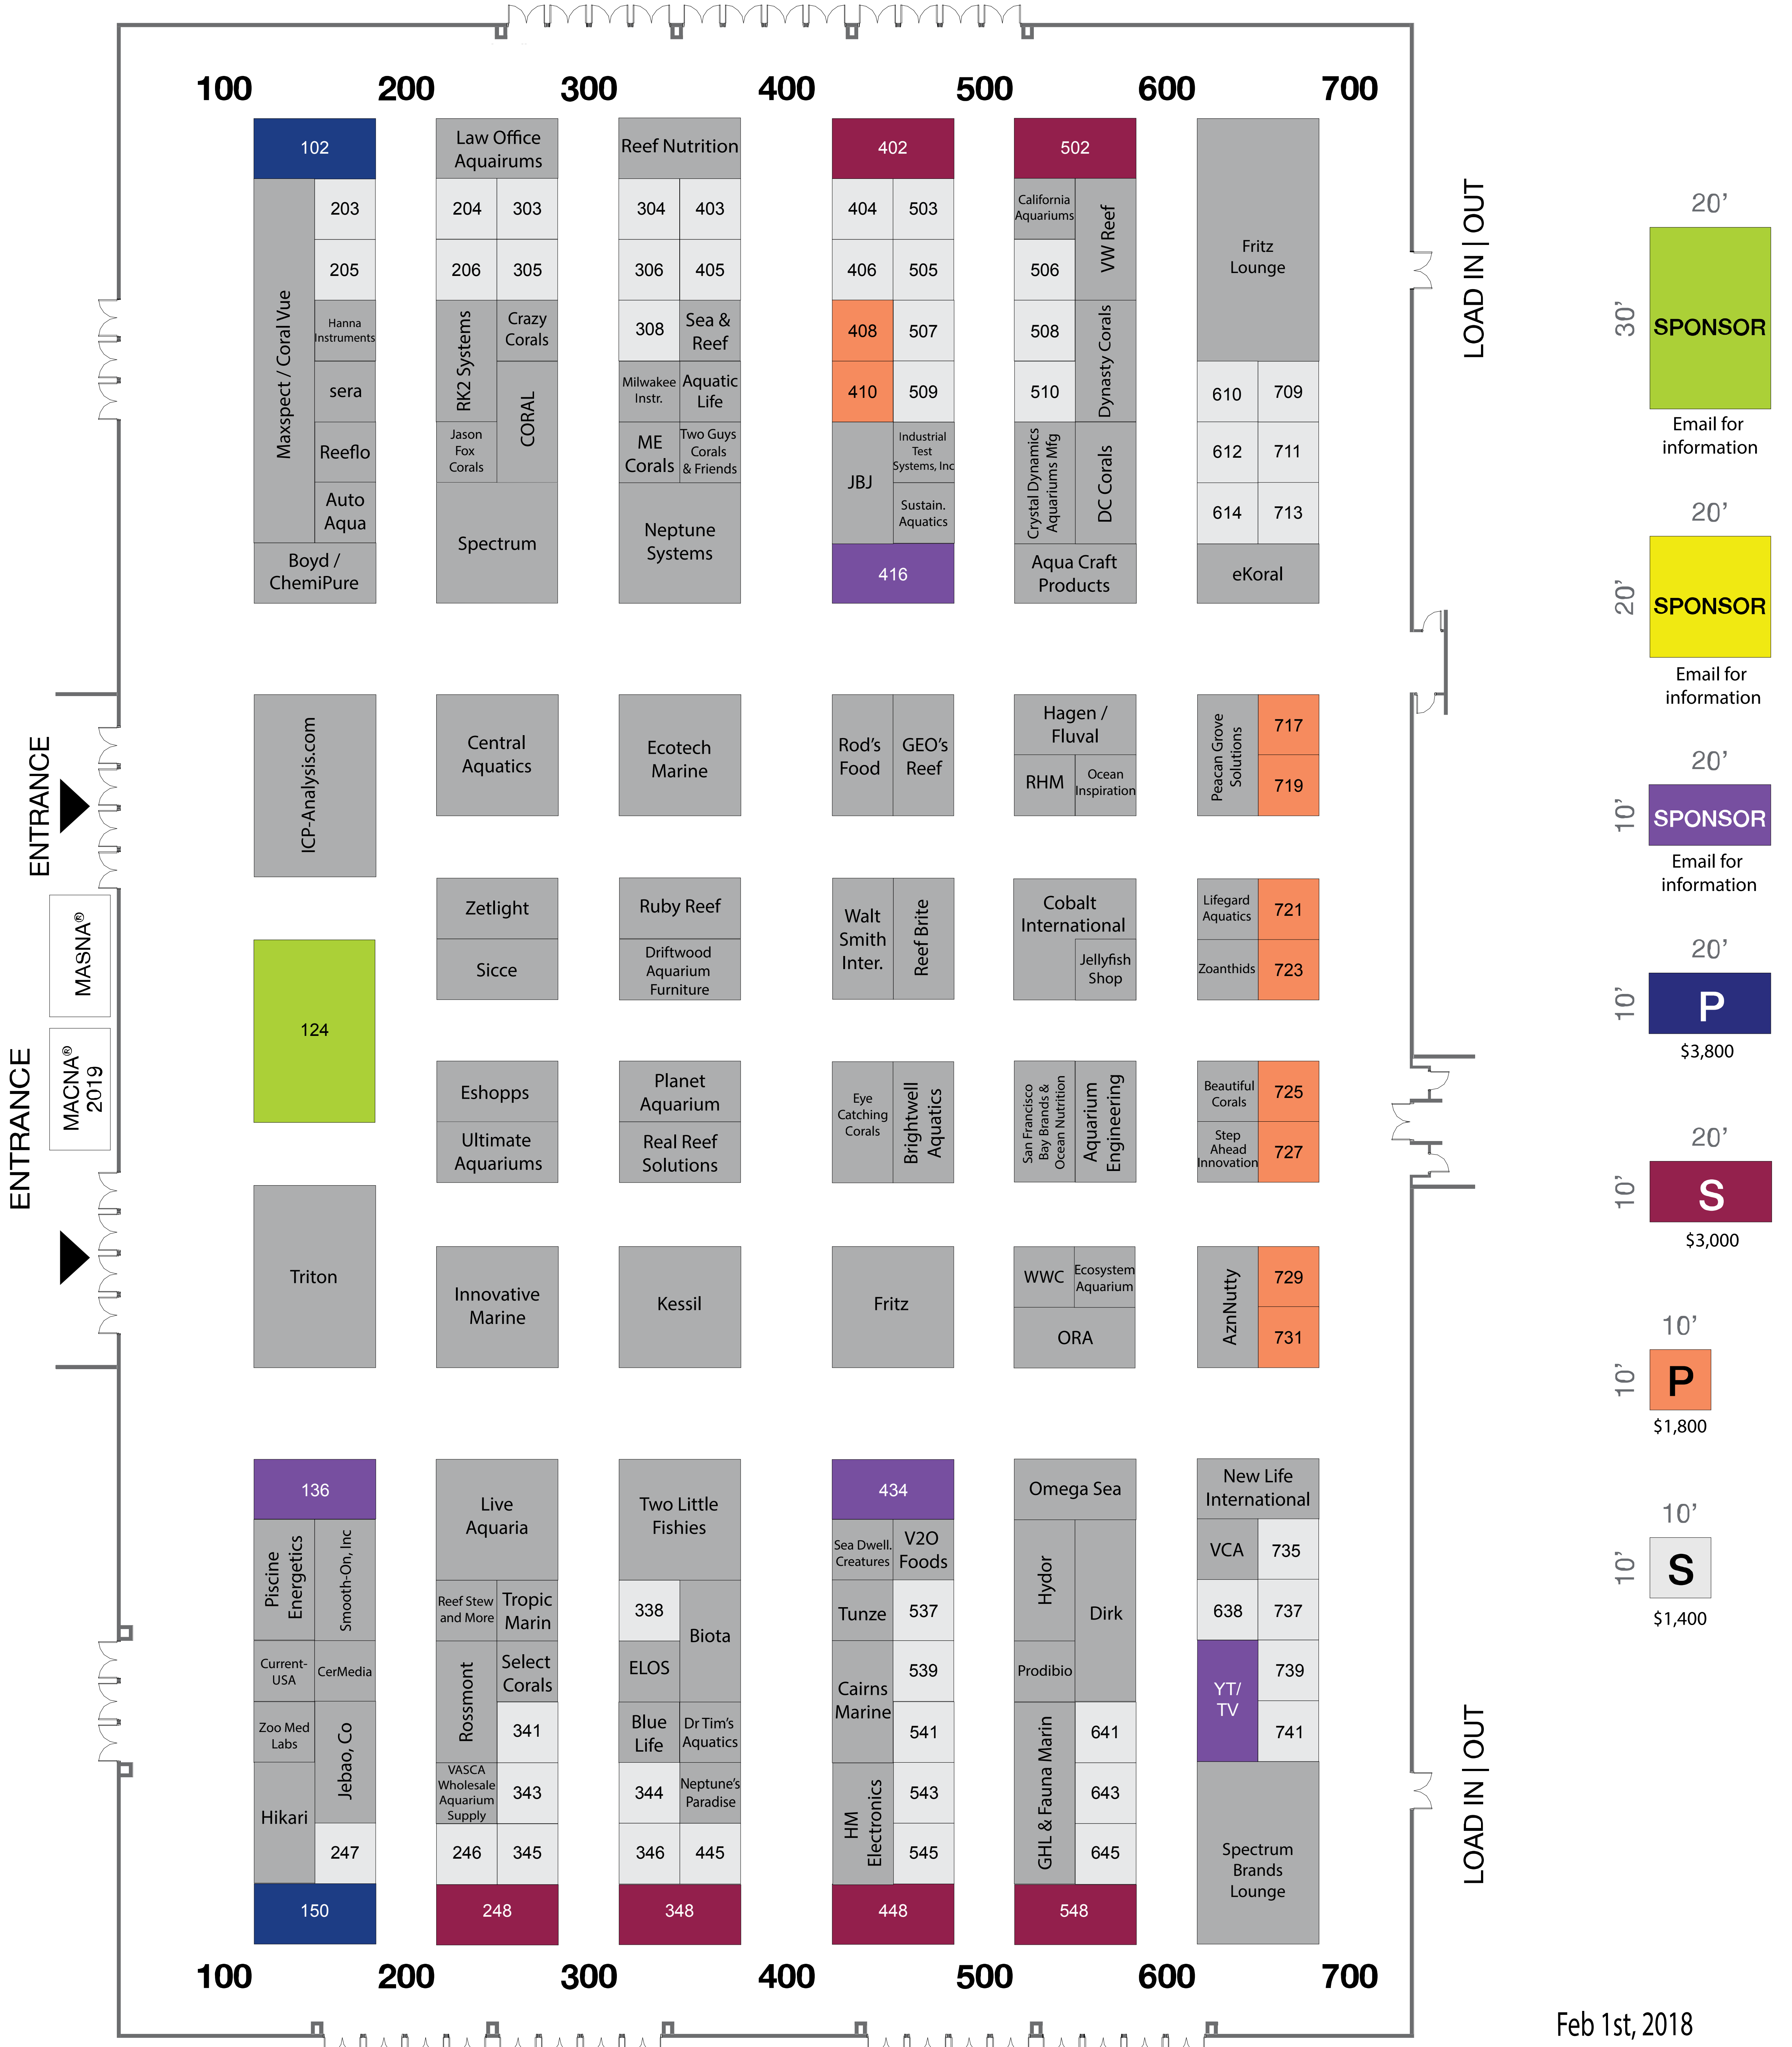 100 200 300 400 500 600 700
102
Maxspect / Coral Vue
203
205
Hanna
Instruments
sera
Reeflo
Auto
Aqua
Boyd /
ChemiPure
Law Office
Aquairums
204
303
206
305
RK2 Systems
Crazy
Corals
CORAL
Jason
Fox
Corals
Spectrum
Reef Nutrition
304
403
306
405
308
Sea &
Reef
Milwakee
Instr.
Aquatic
Life
ME
Corals
Two Guys
Corals
& Friends
Neptune
Systems
402
404
503
406
505
408
507
410
509
JBJ
Industrial
Test
Systems, Inc
Sustain.
Aquatics
416
502
California
Aquariums
VW Reef
506
508
Dynasty Corals
510
Crystal Dynamics
Aquariums Mfg
DC Corals
Aqua Craft
Products
Fritz
Lounge
610
709
612
711
614
713
eKoral
LOAD IN | OUT
ENTRANCE
MASNA®
MACNA®
2019
ENTRANCE
ICP-Analysis.com
124
Triton
Central
Aquatics
Zetlight
Sicce
Eshopps
Ultimate
Aquariums
Innovative
Marine
Ecotech
Marine
Ruby Reef
Driftwood
Aquarium
Furniture
Planet
Aquarium
Real Reef
Solutions
Kessil
Rod's
Food
GEO's
Reef
Walt
Smith
Inter.
Reef Brite
Eye
Catching
Corals
Brightwell
Aquatics
Fritz
Hagen /
Fluval
RHM
Ocean
Inspiration
Cobalt
International
Jellyfish
Shop
San Francisco
Bay Brands &
Ocean Nutrition
Aquarium
Engineering
WWC
Ecosystem
Aquarium
ORA
Peacan Grove
Solutions
717
719
Lifegard
Aquatics
721
Zoanthids
723
Beautiful
Corals
725
Step
Ahead
Innovation
727
AznNutty
729
731
136
Piscine
Energetics
Smooth-On, Inc
Current-
USA
CerMedia
Zoo Med
Labs
Jebao, Co
Hikari
247
150
Live
Aquaria
Reef Stew
and More
Tropic
Marin
Rossmont
Select
Corals
341
VASCA
Wholesale
Aquarium
Supply
343
246
345
248
Two Little
Fishies
338
Biota
ELOS
Blue
Life
Dr Tim's
Aquatics
344
Neptune's
Paradise
346
445
348
434
Sea Dwell.
Creatures
V2O
Foods
Tunze
537
Cairns
Marine
539
541
HM
Electronics
543
545
448
Omega Sea
Hydor
Dirk
Prodibio
GHL & Fauna Marin
641
643
645
548
New Life
International
VCA
735
638
737
YT/
TV
739
741
Spectrum
Brands
Lounge
LOAD IN | OUT
100 200 300 400 500 600 700
20'
30'
SPONSOR
Email for
information
20'
20'
SPONSOR
Email for
information
20'
10'
SPONSOR
Email for
information
20'
10'
P
$3,800
20'
10'
S
$3,000
10'
10'
P
$1,800
10'
10'
S
$1,400
Feb 1st, 2018